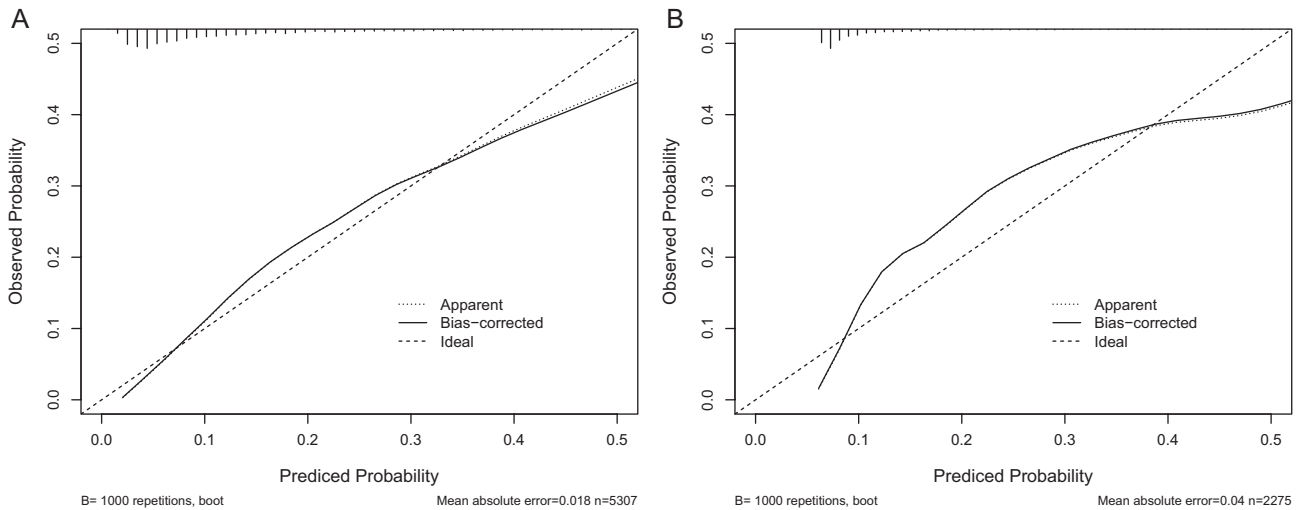 A
0.5
0.4
0.3
0.2
0.1
0.0
Observed Probability
Apparent
Bias−corrected
Ideal
0.0 0.1 0.2 0.3 0.4 0.5
Prediced Probability
B= 1000 repetitions, boot Mean absolute error=0.018 n=5307
B
0.5
0.4
0.3
0.2
0.1
0.0
Observed Probability
Apparent
Bias−corrected
Ideal
0.0 0.1 0.2 0.3 0.4 0.5
Prediced Probability
B= 1000 repetitions, boot Mean absolute error=0.04 n=2275